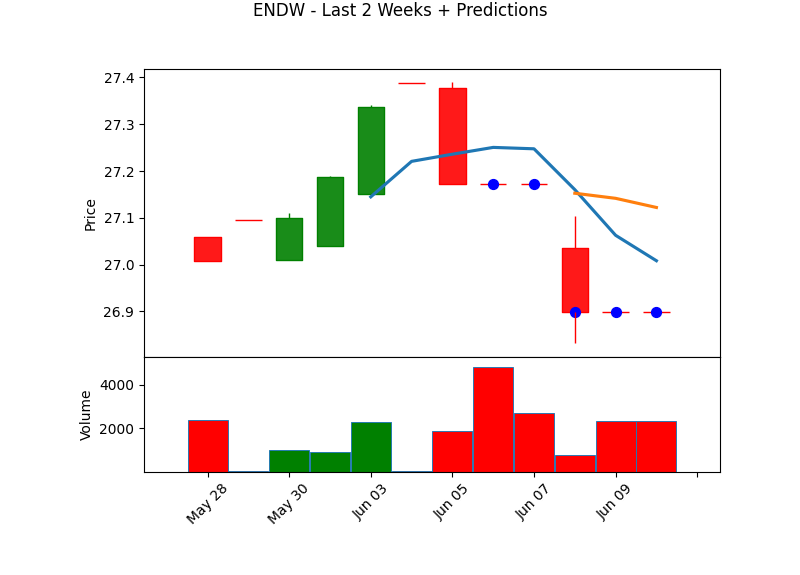 ENDW - Last 2 Weeks + Predictions
27.4
27.3
27.2
27.1
27.0
26.9
Price
4000
2000
Volume
May 28
May 30
Jun 03
Jun 05
Jun 07
Jun 09